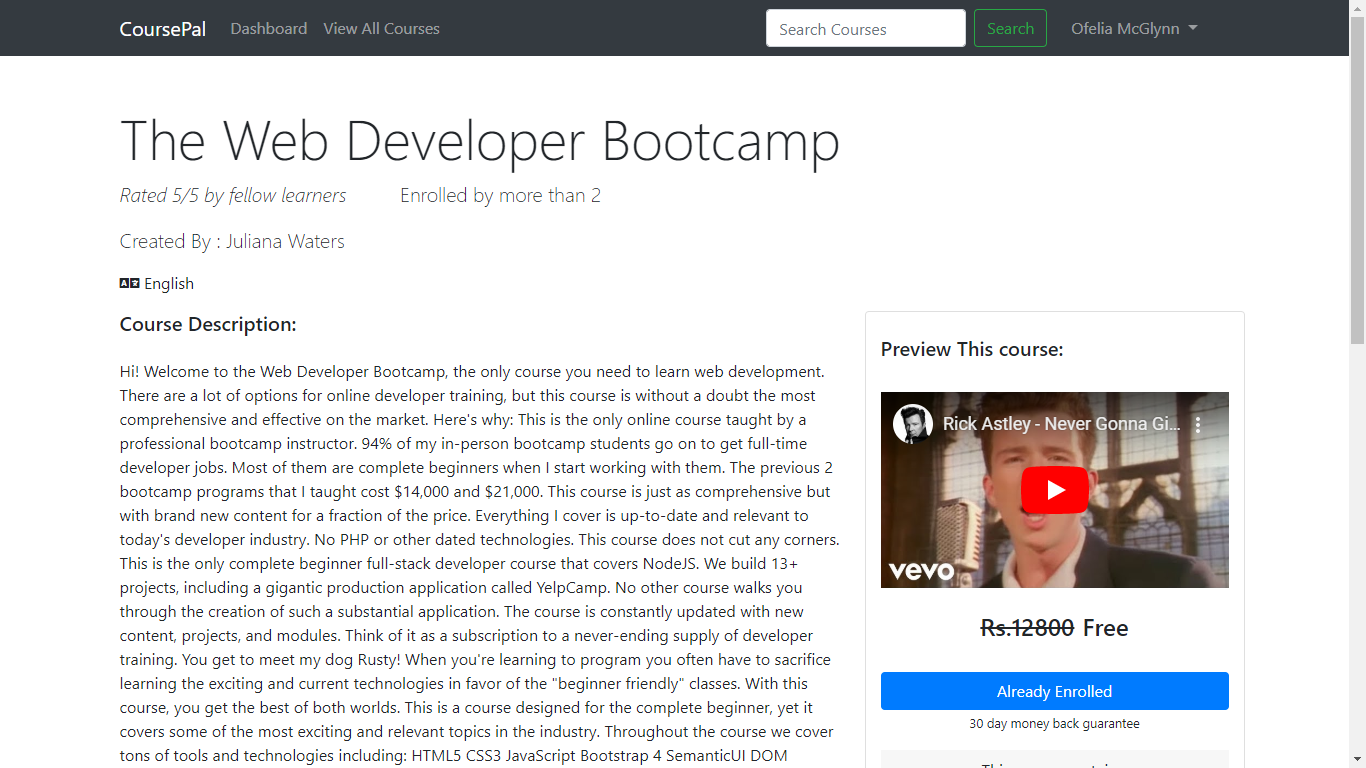 CoursePal Dashboard View All Courses Search Courses Search Ofelia McGlynn
The Web Developer Bootcamp
Rated 5/5 by fellow learners Enrolled by more than 2
Created By : Juliana Waters
English
Course Description:
Hi! Welcome to the Web Developer Bootcamp, the only course you need to learn web development.
There are a lot of options for online developer training, but this course is without a doubt the most
comprehensive and effective on the market. Here's why: This is the only online course taught by a
professional bootcamp instructor. 94% of my in-person bootcamp students go on to get full-time
developer jobs. Most of them are complete beginners when I start working with them. The previous 2
bootcamp programs that I taught cost $14,000 and $21,000. This course is just as comprehensive but
with brand new content for a fraction of the price. Everything I cover is up-to-date and relevant to
today's developer industry. No PHP or other dated technologies. This course does not cut any corners.
This is the only complete beginner full-stack developer course that covers NodeJS. We build 13+
projects, including a gigantic production application called YelpCamp. No other course walks you
through the creation of such a substantial application. The course is constantly updated with new
content, projects, and modules. Think of it as a subscription to a never-ending supply of developer
training. You get to meet my dog Rusty! When you're learning to program you often have to sacrifice
learning the exciting and current technologies in favor of the "beginner friendly" classes. With this
course, you get the best of both worlds. This is a course designed for the complete beginner, yet it
covers some of the most exciting and relevant topics in the industry. Throughout the course we cover
tons of tools and technologies including: HTML5 CSS3 JavaScript Bootstrap 4 SemanticUI DOM
Preview This course:
Rick Astley - Never Gonna Gi...
vevo
Rs.12800 Free
Already Enrolled
30 day money back guarantee